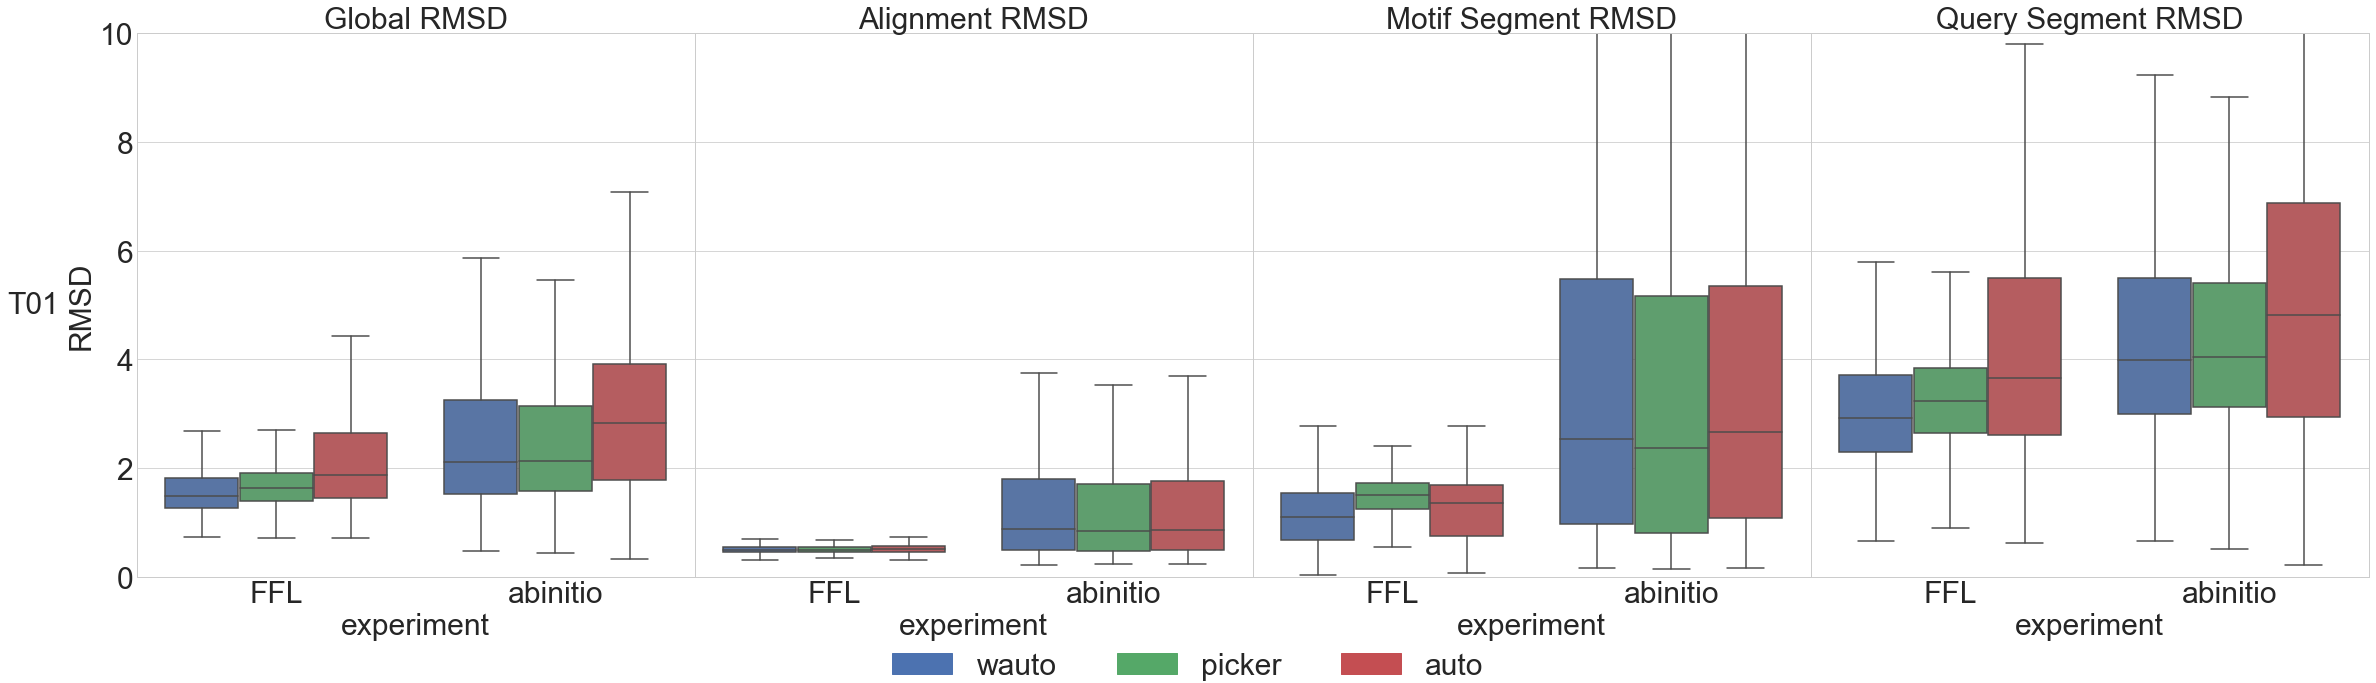 Global RMSD Alignment RMSD Motif Segment RMSD Query Segment RMSD
10
8
6
4
2
0
T01
RMSD
FFL abinitio FFL abinitio FFL abinitio FFL abinitio
experiment experiment experiment experiment
wauto picker auto